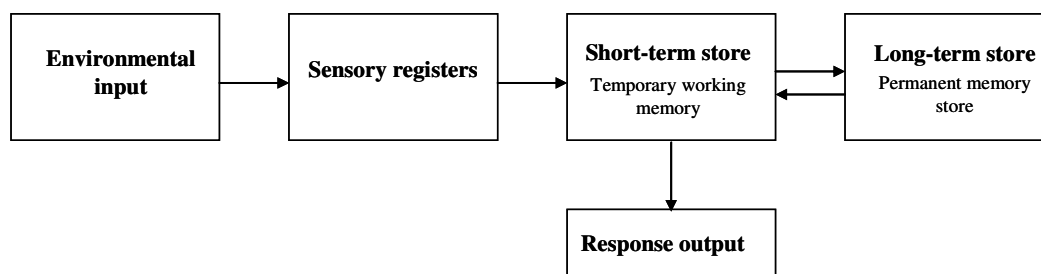 Environmental
input
Sensory registers
Short-term store
Temporary working
memory
Long-term store
Permanent memory
store
Response output